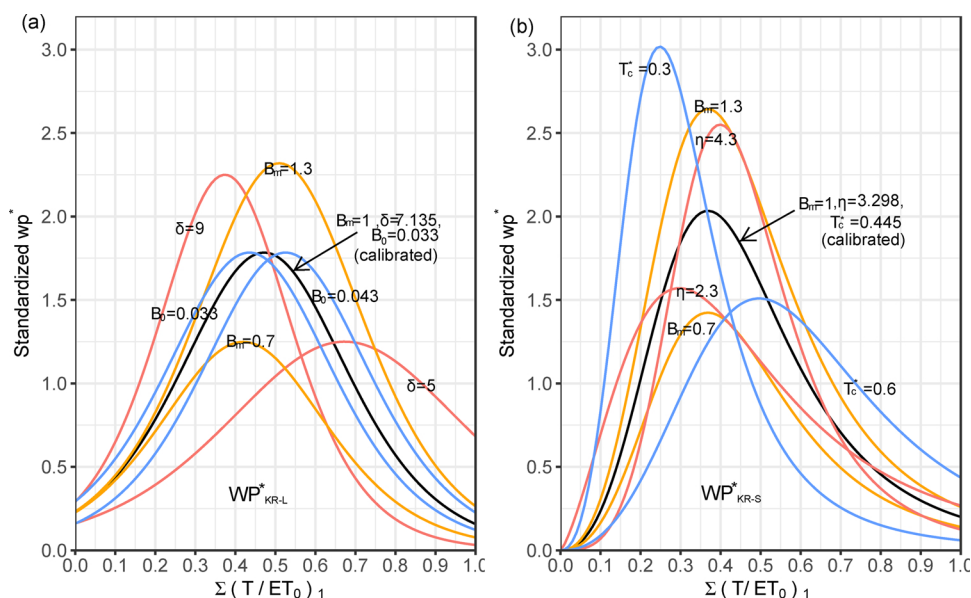 (a)
Standardized wp*
3.0
2.5
2.0
1.5
1.0
0.5
0.0
Bm=1.3
δ=9
Bm=1 ,δ=7.135,
B0=0.033
(calibrated)
B0=0.043
B0=0.033
Bm=0.7
δ=5
WP*KR-L
0.0 0.1 0.2 0.3 0.4 0.5 0.6 0.7 0.8 0.9 1.0
Σ ( T / ET0 ) 1
(b)
Standardized wp*
3.0
2.5
2.0
1.5
1.0
0.5
0.0
Tc*=0.3
Bm=1.3
η=4.3
Bm=1,η=3.298,
Tc*=0.445
(calibrated)
η=2.3
Bm=0.7
Tc*=0.6
WP*KR-S
0.0 0.1 0.2 0.3 0.4 0.5 0.6 0.7 0.8 0.9 1.0
Σ ( T / ET0 ) 1